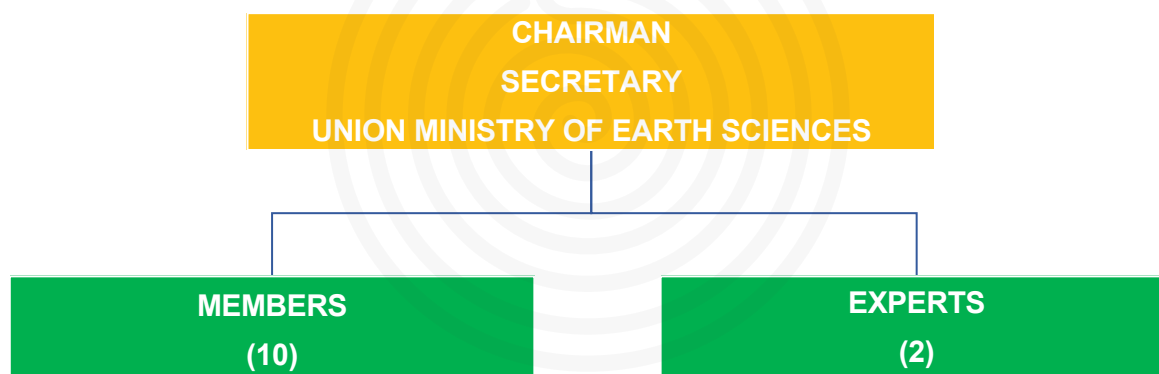 CHAIRMAN
SECRETARY
UNION MINISTRY OF EARTH SCIENCES
MEMBERS
(10)
EXPERTS
(2)